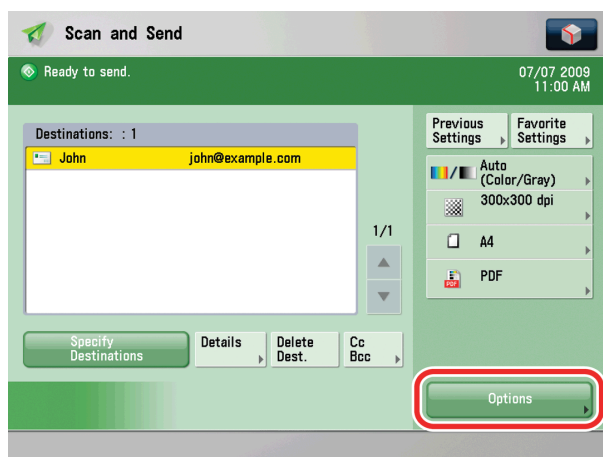 Scan and Send
Ready to send.
07/07 2009
11:00 AM
Destinations: : 1
John john@example.com
1/1
Previous
Settings
Favorite
Settings
Auto
(Color/Gray)
300x300 dpi
A4
PDF
PDF
Specify
Destinations
Details
Delete
Dest.
Cc
Bcc
Options